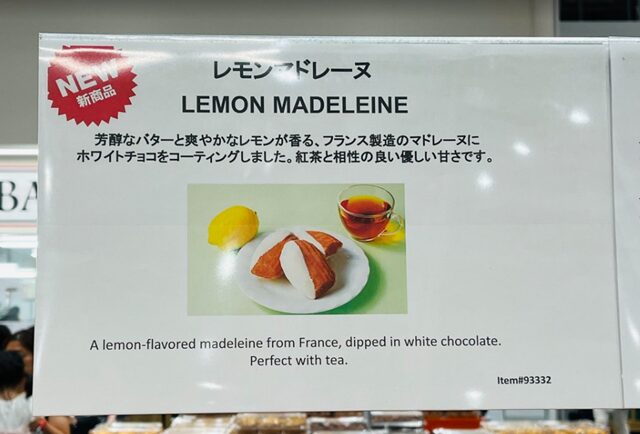 NEW
新商品
レモンマドレーヌ
LEMON MADELEINE
芳醇なバターと爽やかなレモンが香る、フランス製造のマドレーヌに
ホワイトチョコをコーティングしました。紅茶と相性の良い優しい甘さです。
A lemon-flavored madeleine from France, dipped in white chocolate.
Perfect with tea.
Item#93332
BA